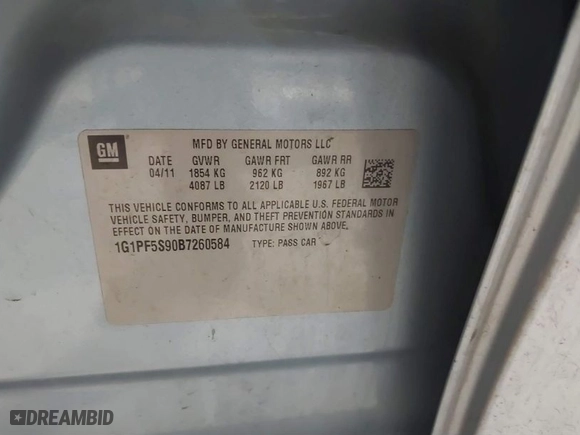 GM
MFD BY GENERAL MOTORS LLC
DATE GVWR GAWR FRT GAWR RR
04/11 1854 KG 962 KG 892 KG
4087 LB 2120 LB 1967 LB
THIS VEHICLE CONFORMS TO ALL APPLICABLE U.S. FEDERAL MOTOR
VEHICLE SAFETY, BUMPER, AND THEFT PREVENTION STANDARDS IN
EFFECT ON THE DATE OF MANUFACTURE SHOWN ABOVE.
1G1PF5S90B7260584 TYPE: PASS CAR
DREAMBID